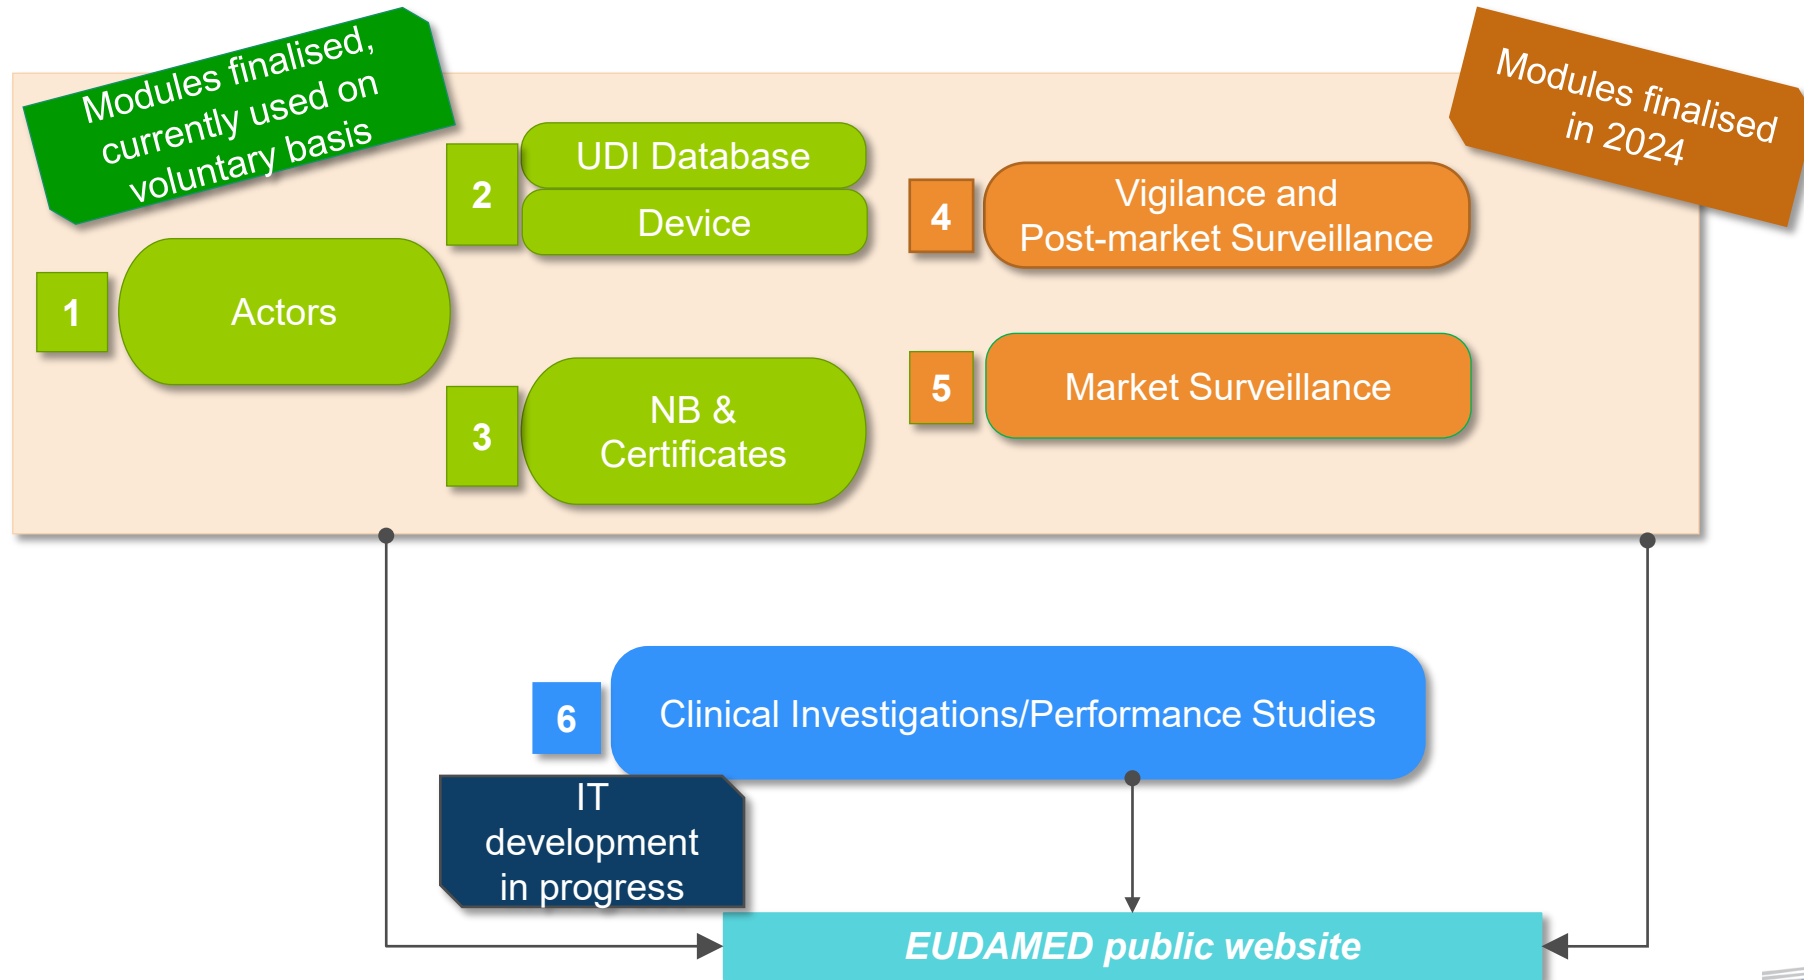 Modules finalised,
currently used on
voluntary basis
Modules finalised
in 2024
1
Actors
2
UDI Database
Device
3
NB &
Certificates
4
Vigilance and
Post-market Surveillance
5
Market Surveillance
6
Clinical Investigations/Performance Studies
IT
development
in progress
EUDAMED public website